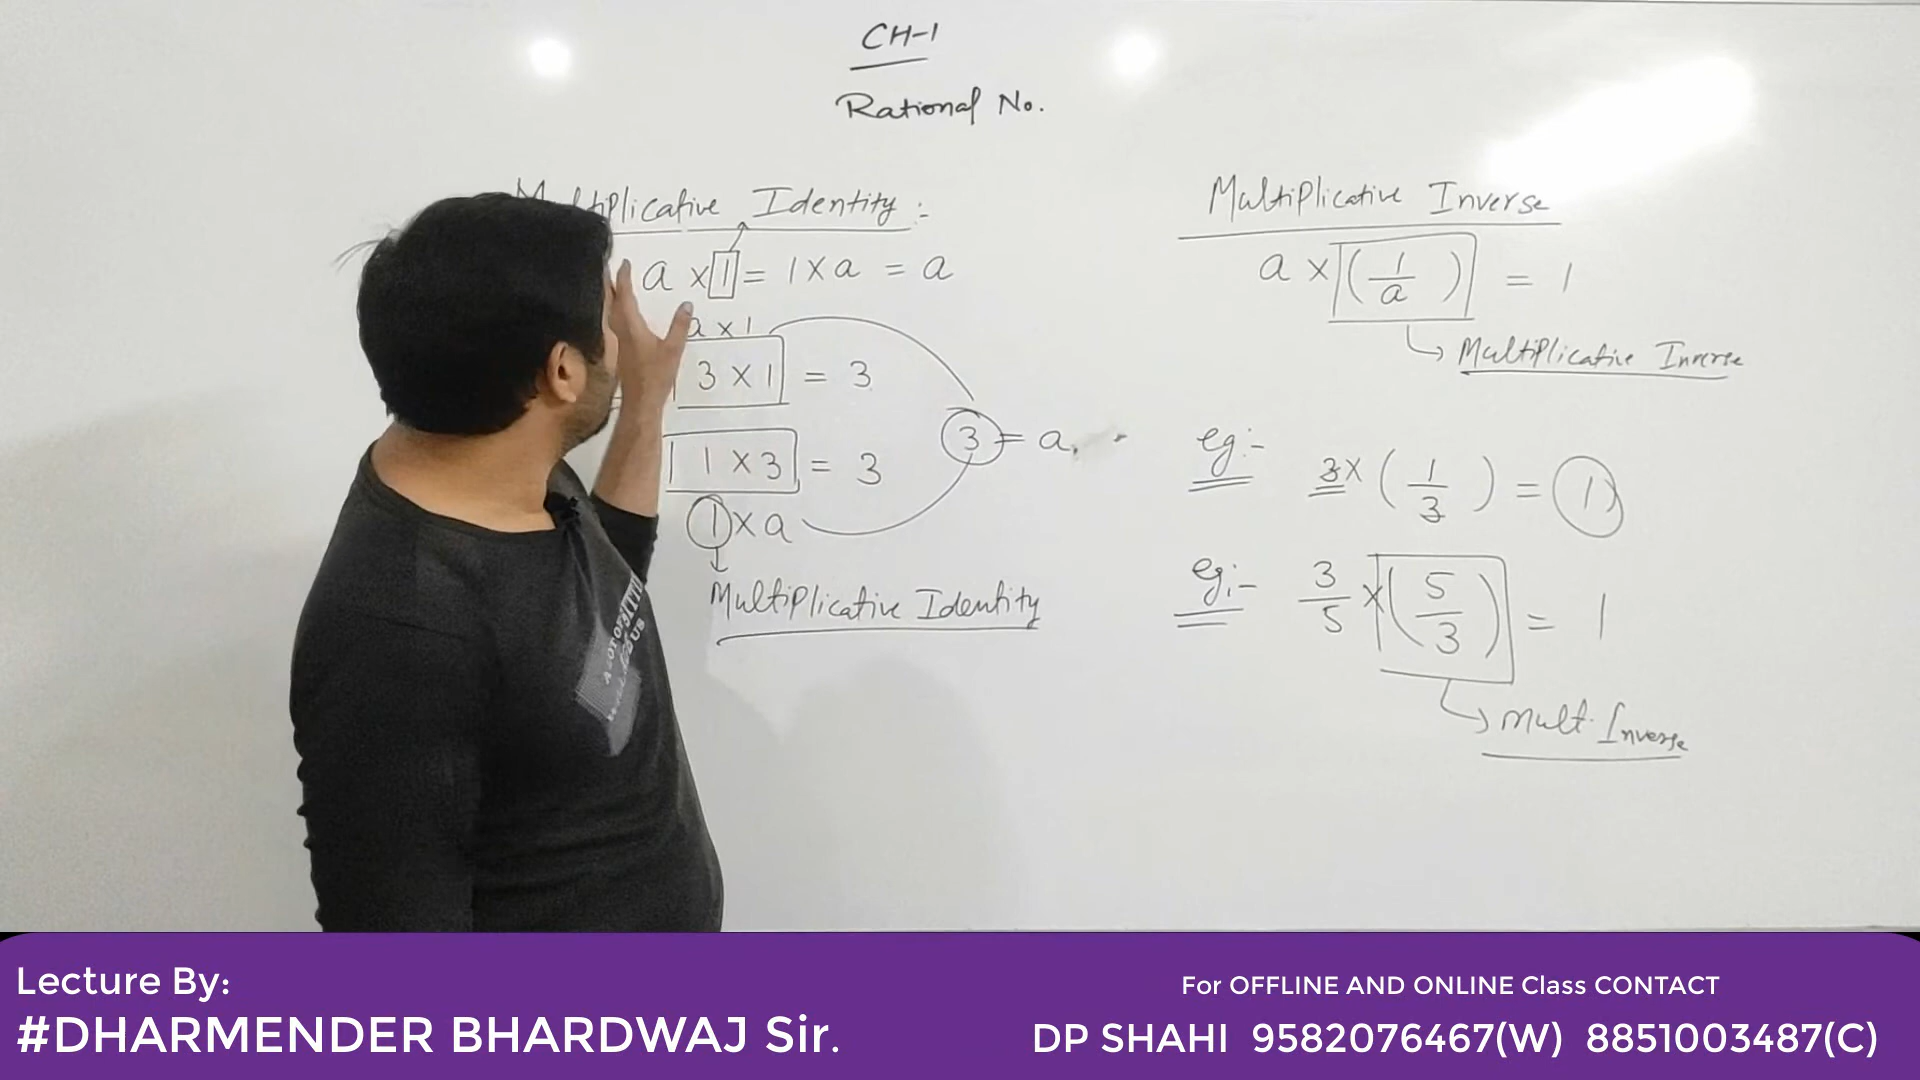 CH-1
Rational No.
Multiplicative Identity :-
a × 1 = 1 × a = a
a × 1
3 × 1 = 3
3 = a.
1 × 3 = 3
1 × a
Multiplicative Identity
Multiplicative Inverse
a × (1/a) = 1
Multiplicative Inverse
eg:- 3 × (1/3) = 1
eg:- 3/5 × (5/3) = 1
Mult. Inverse
Lecture By:
#DHARMENDER BHARDWAJ Sir.
For OFFLINE AND ONLINE Class CONTACT
DP SHAHI 9582076467(W) 8851003487(C)